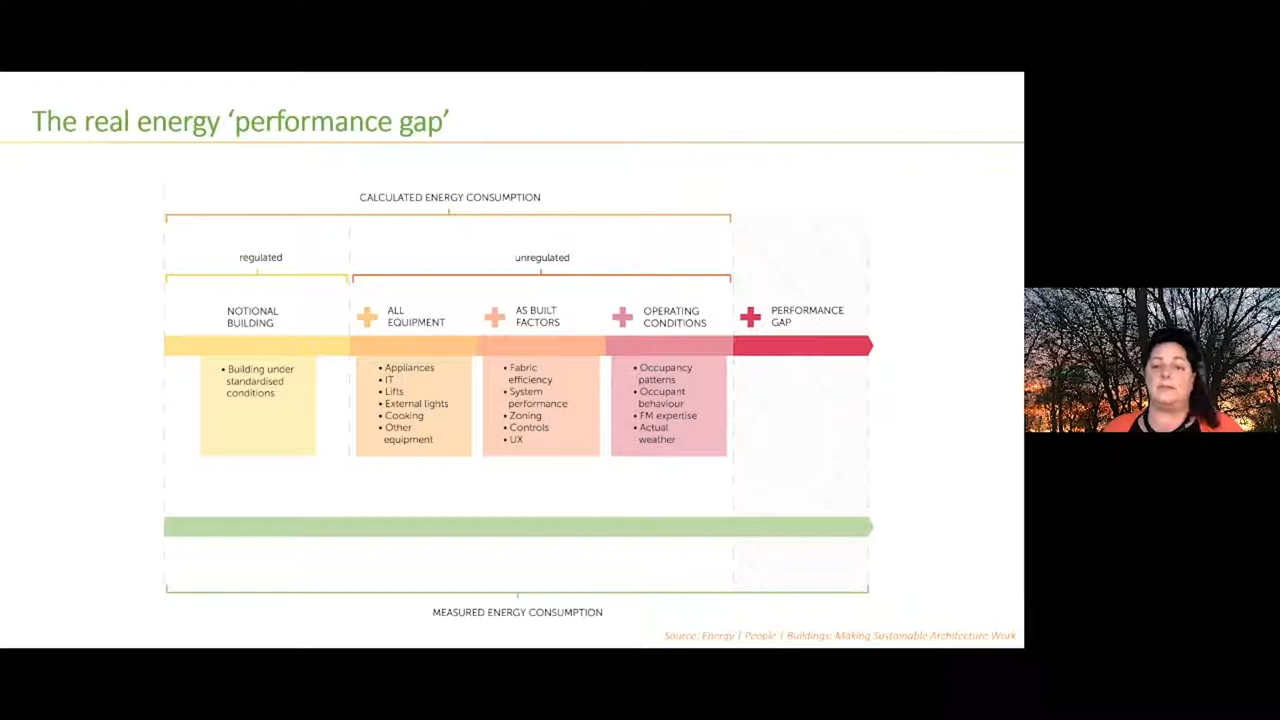 The real energy ‘performance gap’
CALCULATED ENERGY CONSUMPTION
regulated
unregulated
NOTIONAL
BUILDING
ALL
EQUIPMENT
AS BUILT
FACTORS
OPERATING
CONDITIONS
PERFORMANCE
GAP
• Building under
standardised
conditions
• Appliances
• IT
• Lifts
• External lights
• Cooking
• Other
equipment
• Fabric
efficiency
• System
performance
• Zoning
• Controls
• UX
• Occupancy
patterns
• Occupant
behaviour
• FM expertise
• Actual
weather
MEASURED ENERGY CONSUMPTION
Source: Energy | People | Buildings: Making Sustainable Architecture Work